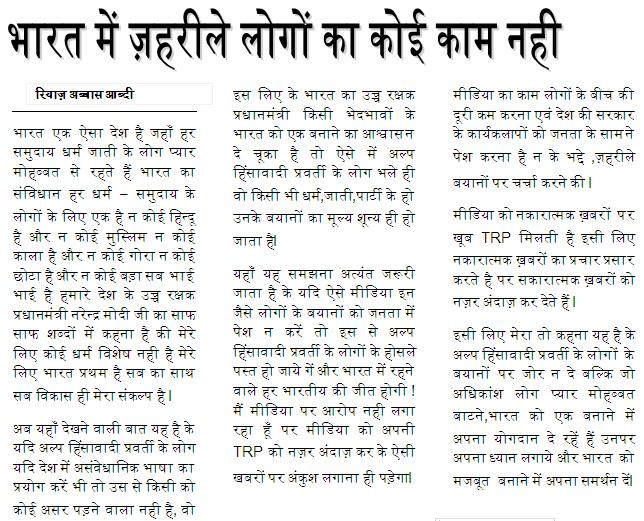 भारत में ज़हरीले लोगों का कोई काम नही
रियाज़ अब्बास आब्दी
भारत एक ऐसा देश है जहाँ हर
समुदाय धर्म जाती के लोग प्यार
मोहब्बत से रहते हैं भारत का
संविधान हर धर्म – समुदाय के
लोगों के लिए एक है न कोई हिन्दू
है और न कोई मुस्लिम न कोई
काला है और न कोई गोरा न कोई
छोटा है और न कोई बड़ा सब भाई
भाई है हमारे देश के उच्च रक्षक
प्रधानमंत्री नरेन्द्र मोदी जी का साफ
साफ शब्दों में कहना है की मेरे
लिए कोई धर्म विशेष नही है मेरे
लिए भारत प्रथम है सब का साथ
सब विकास ही मेरा संकल्प है।
अब यहाँ देखने वाली बात यह है के
यदि अल्प हिंसावादी प्रवर्ती के लोग
यदि देश में असंवेधानिक भाषा का
प्रयोग करें भी तो उस से किसी को
कोई असर पड़ने वाला नही है, वो
इस लिए के भारत का उच्च रक्षक
प्रधानमंत्री किसी भेदभावों के
भारत को एक बनाने का आश्वासन
दे चूका है तो ऐसे में अल्प
हिंसावादी प्रवर्ती के लोग भले ही
वो किसी भी धर्म,जाती,पार्टी के हो
उनके बयानों का मूल्य शून्य ही हो
जाता है।
यहाँ यह समझना अत्यंत जरूरी
जाता है के यदि ऐसे मीडिया इन
जैसे लोगों के बयानों को जनता में
पेश न करें तो इस से अल्प
हिंसावादी प्रवर्ती के लोगों के होसले
पस्त हो जाये गें और भारत में रहने
वाले हर भारतीय की जीत होगी !
मैं मीडिया पर आरोप नही लगा
रहा हूँ पर मीडिया को अपनी
TRP को नज़र अंदाज़ कर के ऐसी
खबरों पर अंकुश लगाना ही पड़ेगा।
मीडिया का काम लोगों के बीच की
दूरी कम करना एवं देश की सरकार
के कार्यकलापों को जनता के सामने
पेश करना है न के भद्दे ,ज़हरीले
बयानों पर चर्चा करने की।
मीडिया को नकारात्मक ख़बरों पर
खूब TRP मिलती है इसी लिए
नकारात्मक ख़बरों का प्रचार प्रसार
करते है पर सकारात्मक ख़बरों को
नज़र अंदाज़ कर देते हैं।
इसी लिए मेरा तो कहना यह है के
अल्प हिंसावादी प्रवर्ती के लोगों के
बयानों पर जोर न दे बल्कि जो
अधिकांश लोग प्यार मोहब्बत
बाटने,भारत को एक बनाने में
अपना योगदान दे रहें हैं उनपर
अपना ध्यान लगाये और भारत को
मजबूत बनाने में अपना समर्थन दें।